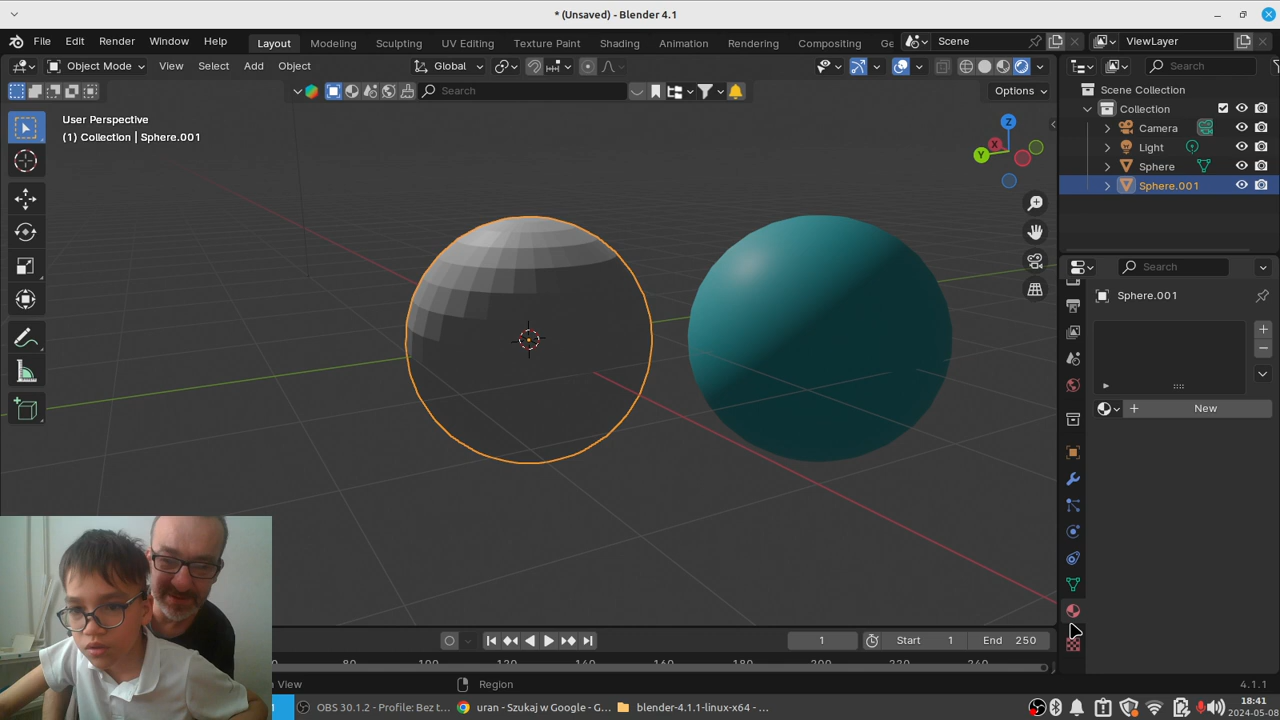 * (Unsaved) - Blender 4.1
File Edit Render Window Help Layout Modeling Sculpting UV Editing Texture Paint Shading Animation Rendering Compositing Ge Scene ViewLayer
Object Mode View Select Add Object Global Search
Search Options
User Perspective
(1) Collection | Sphere.001
Z
Y
X
Scene Collection
Collection
Camera
Light
Sphere
Sphere.001
Search
Sphere.001
New
1 Start 1 End 250
80 100 120 140 160 180 200 220 240
n View Region 4.1.1
1 OBS 30.1.2 - Profile: Bez t... uran - Szukaj w Google - G... blender-4.1.1-linux-x64 - ... 18:41
2024-05-08